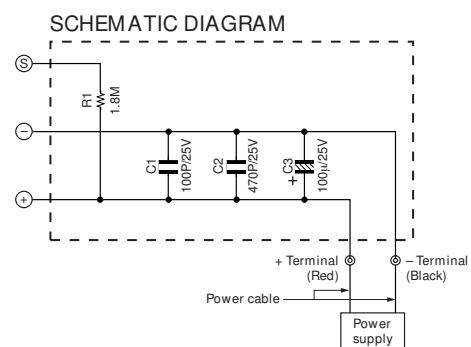 SCHEMATIC DIAGRAM
S
R1
1.8M
−
C1
100P/25V
C2
470P/25V
+
C3
100μ/25V
+
+ Terminal
(Red)
− Terminal
(Black)
Power cable
Power
supply